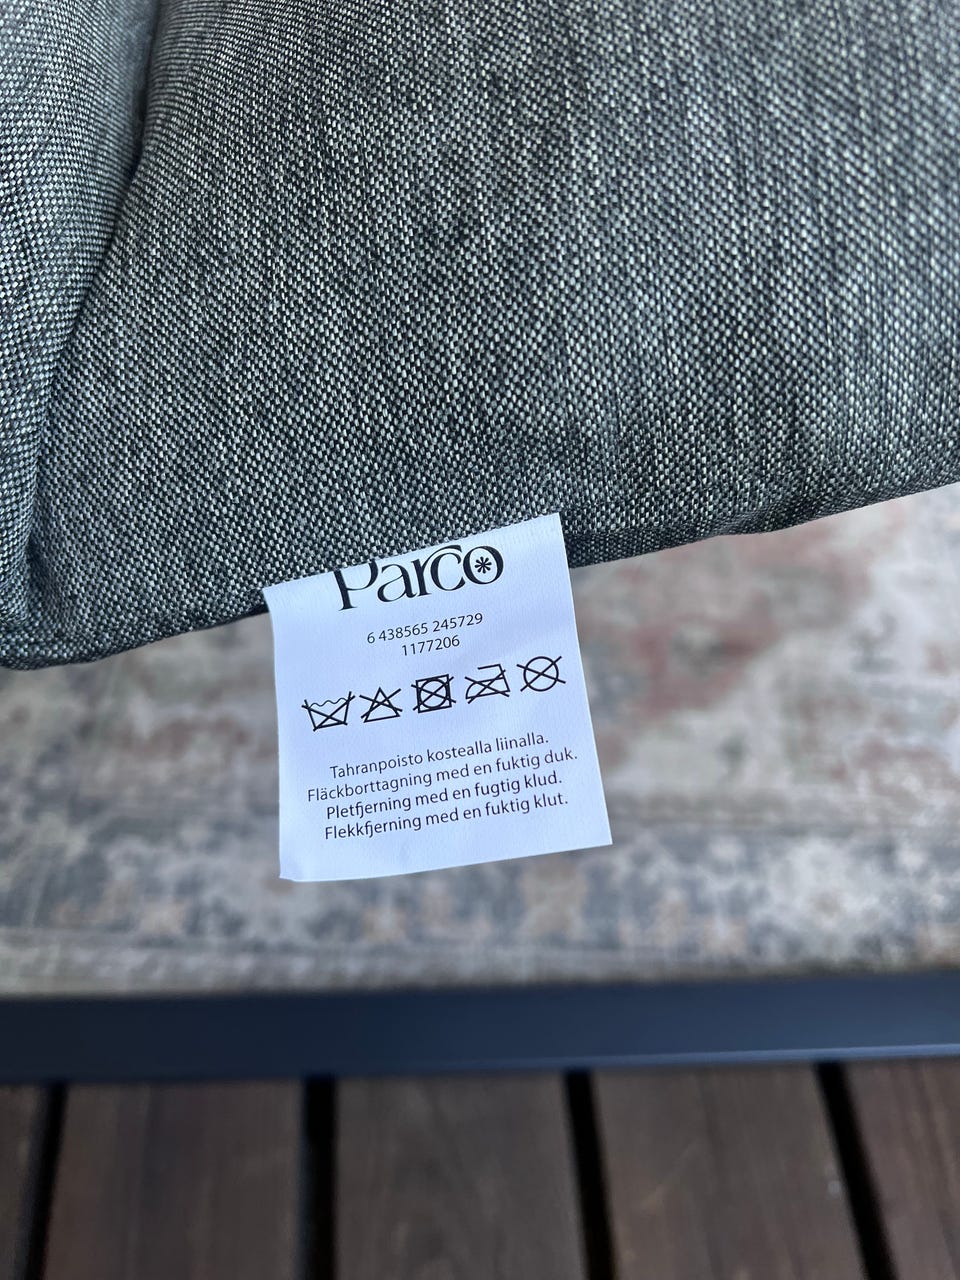 Parco
6 438565 245729
1177206
Tahranpoisto kostealla liinalla.
Fläckborttagning med en fuktig duk.
Pletfjerning med en fugtig klud.
Flekkfjerning med en fuktig klut.